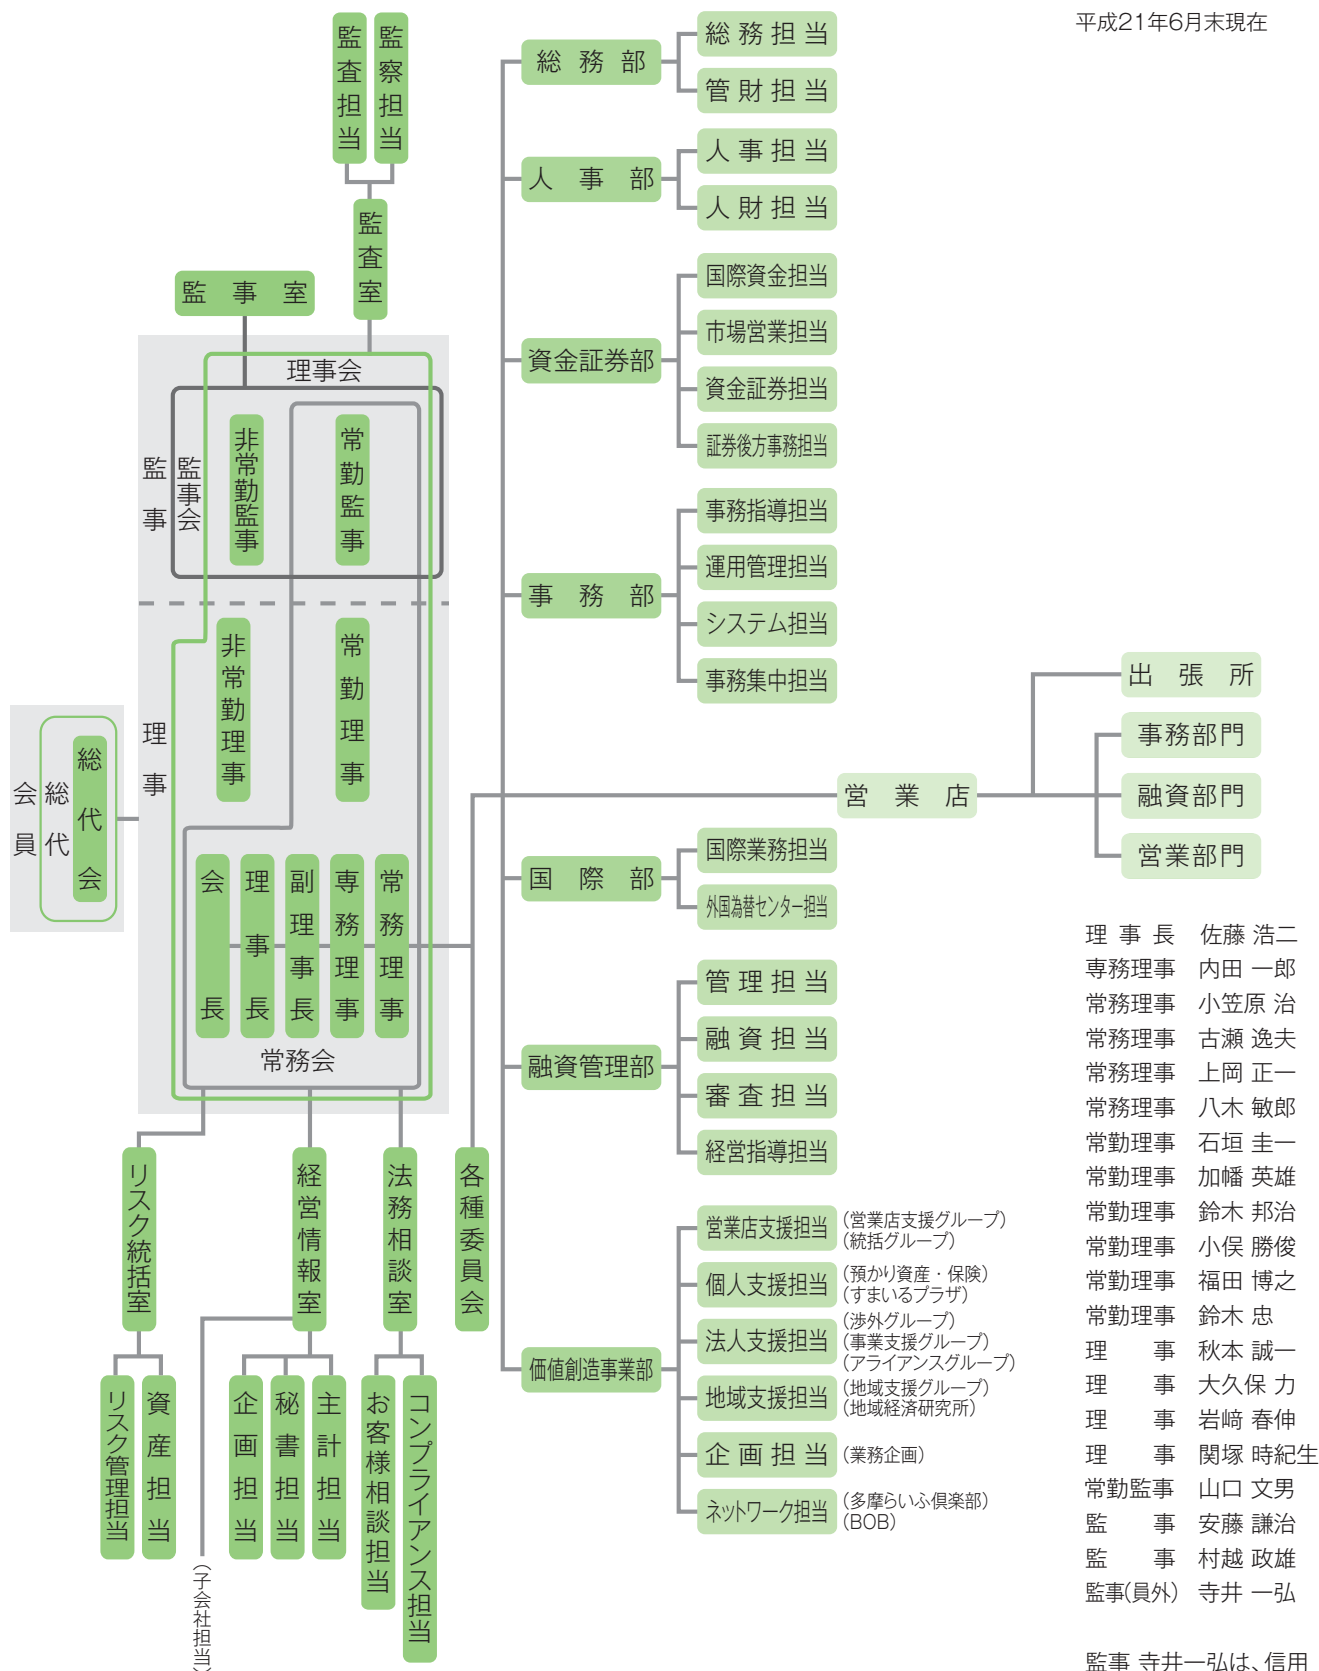 平成21年6月末現在
監査担当
監察担当
監査室
監事室
理事会
監事
監事会
非常勤監事
常勤監事
理事
非常勤理事
常勤理事
会員
総代
総代会
会長
理事長
副理事長
専務理事
常務理事
常務会
リスク統括室
経営情報室
法務相談室
各種委員会
リスク管理担当
資産担当
(子会社担当)
企画担当
秘書担当
主計担当
お客様相談担当
コンプライアンス担当
総務部
総務担当
管財担当
人事部
人事担当
人財担当
資金証券部
国際資金担当
市場営業担当
資金証券担当
証券後方事務担当
事務部
事務指導担当
運用管理担当
システム担当
事務集中担当
営業店
出張所
事務部門
融資部門
営業部門
国際部
国際業務担当
外国為替センター担当
融資管理部
管理担当
融資担当
審査担当
経営指導担当
価値創造事業部
営業店支援担当
(営業店支援グループ)
(統括グループ)
個人支援担当
(預かり資産・保険)
(すまいるプラザ)
法人支援担当
(渉外グループ)
(事業支援グループ)
(アライアンスグループ)
地域支援担当
(地域支援グループ)
(地域経済研究所)
企画担当
(業務企画)
ネットワーク担当
(多摩らいふ倶楽部)
(BOB)
理事長 佐藤 浩二
専務理事 内田 一郎
常務理事 小笠原 治
常務理事 古瀬 逸夫
常務理事 上岡 正一
常務理事 八木 敏郎
常勤理事 石垣 圭一
常勤理事 加幡 英雄
常勤理事 鈴木 邦治
常勤理事 小俣 勝俊
常勤理事 福田 博之
常勤理事 鈴木 忠
理事 秋本 誠一
理事 大久保 力
理事 岩﨑 春伸
理事 関塚 時紀生
常勤監事 山口 文男
監事 安藤 謙治
監事 村越 政雄
監事(員外) 寺井 一弘
監事 寺井一弘は、信用